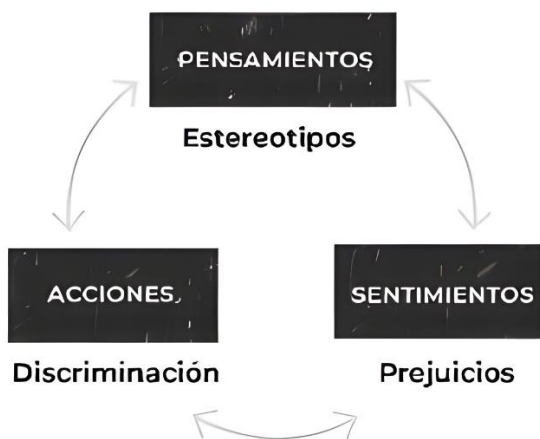 PENSAMIENTOS
Estereotipos
ACCIONES
SENTIMIENTOS
Discriminación
Prejuicios